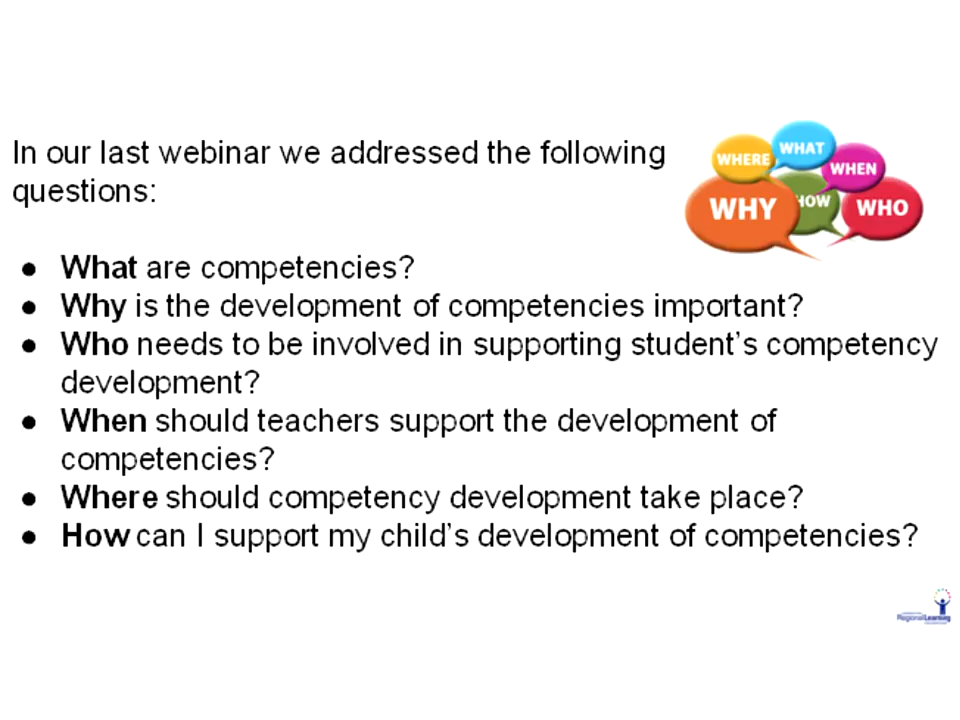 In our last webinar we addressed the following
questions:
WHERE
WHAT
WHEN
WHY
HOW
WHO
● What are competencies?
● Why is the development of competencies important?
● Who needs to be involved in supporting student's competency
development?
● When should teachers support the development of
competencies?
● Where should competency development take place?
● How can I support my child's development of competencies?
RegionalLearning